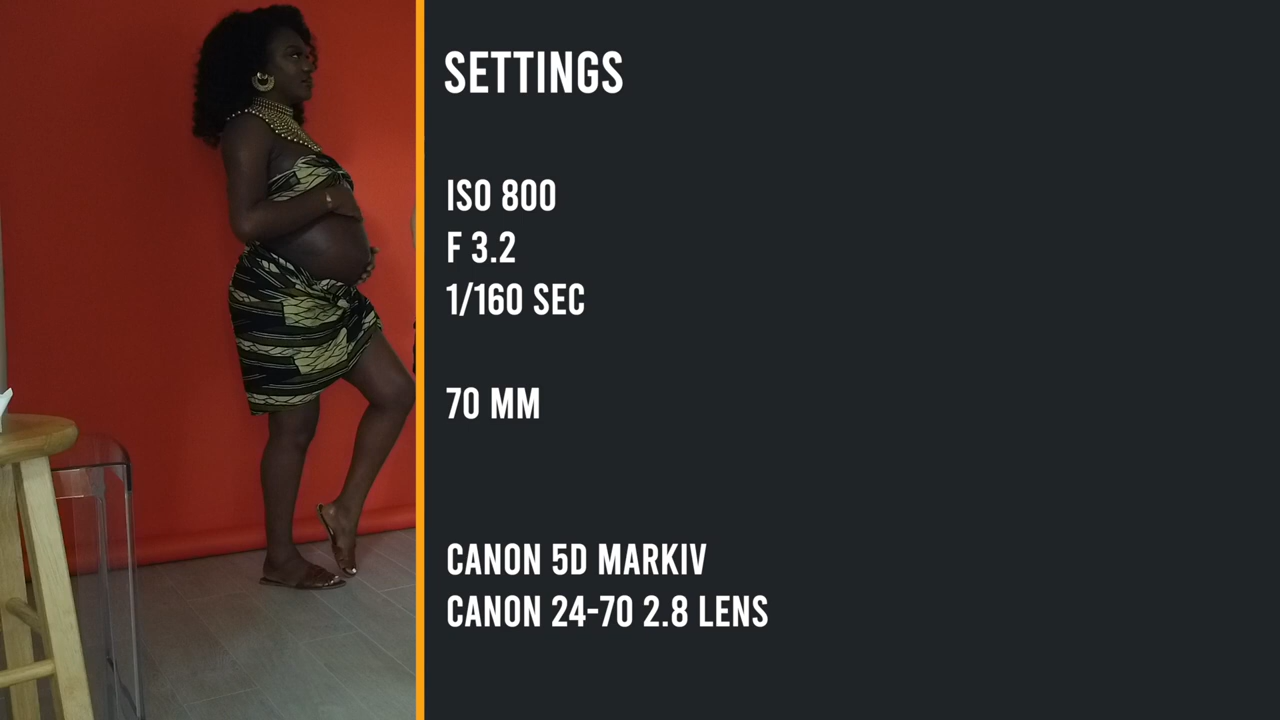 SETTINGS
ISO 800
F 3.2
1/160 SEC
70 MM
CANON 5D MARKIV
CANON 24-70 2.8 LENS